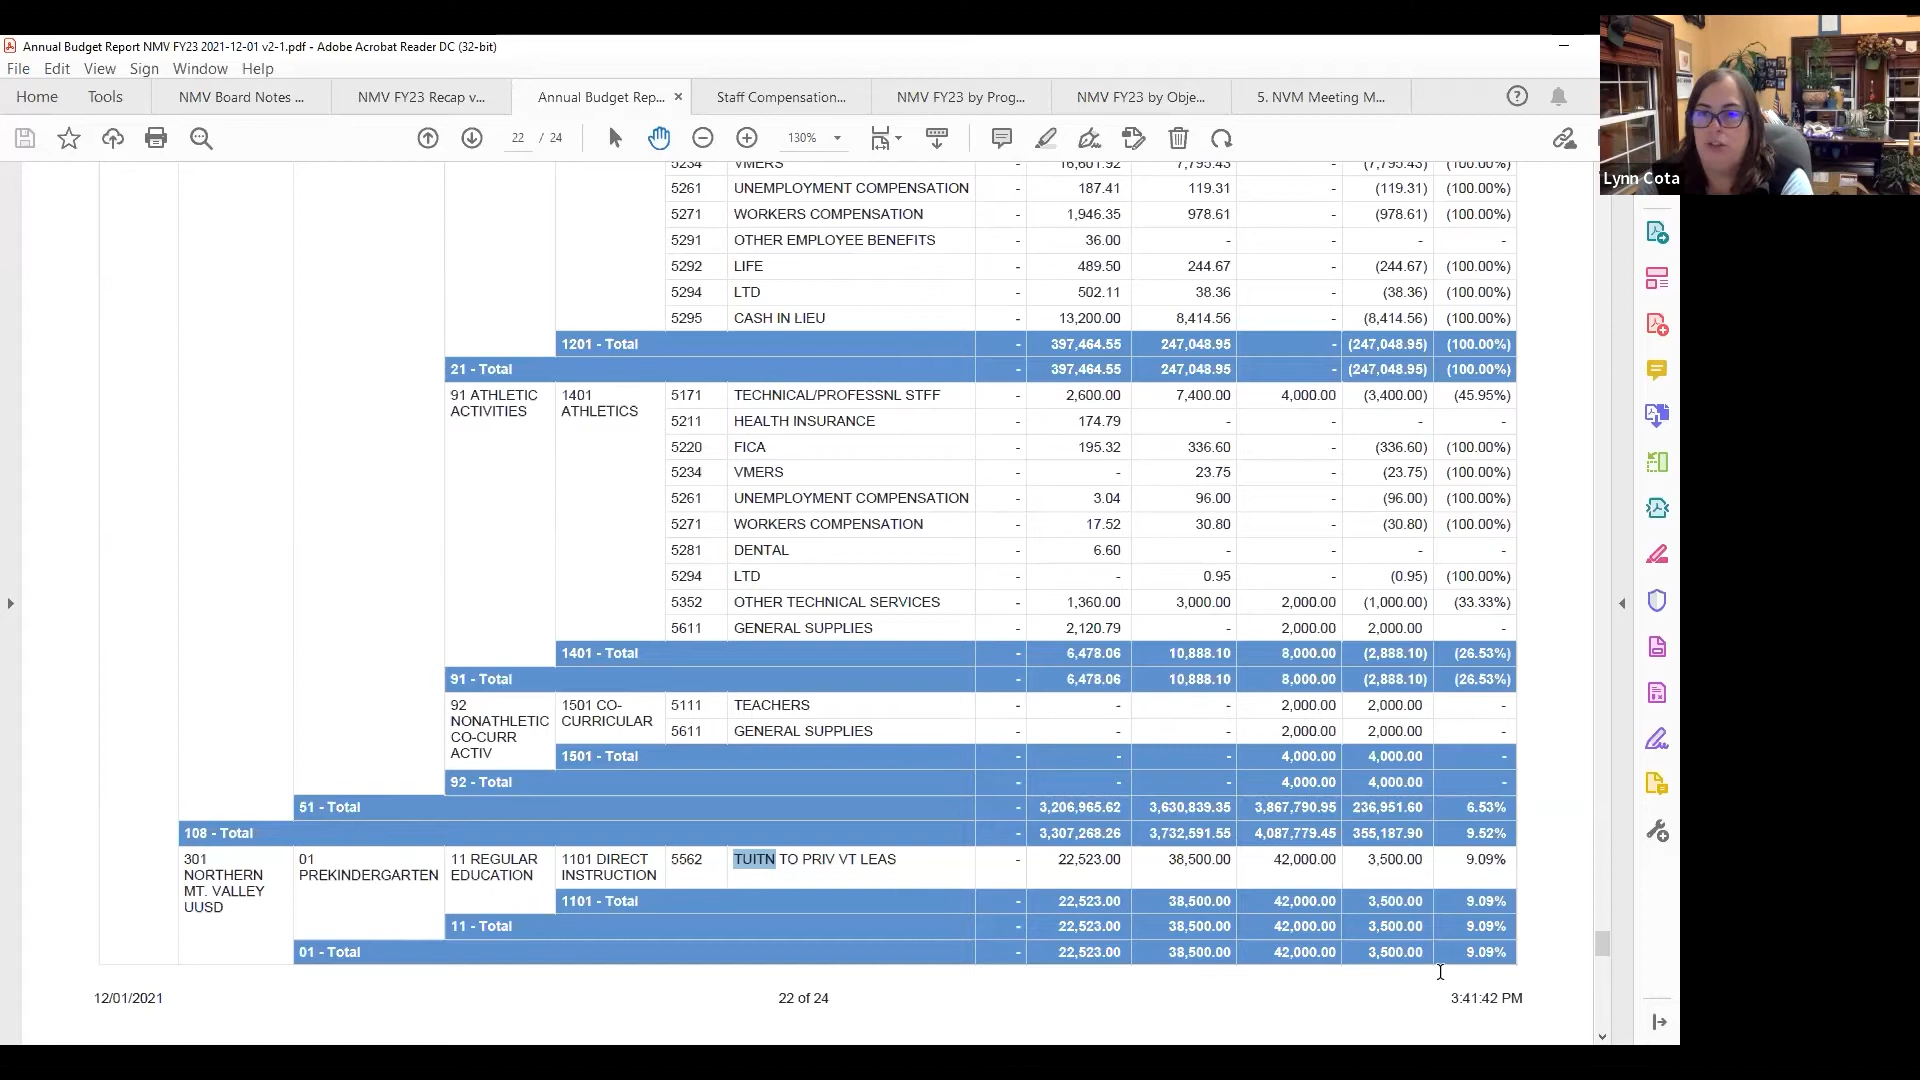 Annual Budget Report NMV FY23 2021-12-01 v2-1.pdf - Adobe Acrobat Reader DC (32-bit)
File Edit View Sign Window Help
Home Tools NMV Board Notes ... NMV FY23 Recap v... Annual Budget Rep... × Staff Compensation... NMV FY23 by Prog... NMV FY23 by Obje... 5. NVM Meeting M...
22 / 24 130%
Lynn Cota
5234 VMERS - 16,601.92 7,795.43 - (7,795.43) (100.00%)
5261 UNEMPLOYMENT COMPENSATION - 187.41 119.31 - (119.31) (100.00%)
5271 WORKERS COMPENSATION - 1,946.35 978.61 - (978.61) (100.00%)
5291 OTHER EMPLOYEE BENEFITS - 36.00 - - - -
5292 LIFE - 489.50 244.67 - (244.67) (100.00%)
5294 LTD - 502.11 38.36 - (38.36) (100.00%)
5295 CASH IN LIEU - 13,200.00 8,414.56 - (8,414.56) (100.00%)
1201 - Total - 397,464.55 247,048.95 - (247,048.95) (100.00%)
21 - Total - 397,464.55 247,048.95 - (247,048.95) (100.00%)
91 ATHLETIC 1401 5171 TECHNICAL/PROFESSNL STFF - 2,600.00 7,400.00 4,000.00 (3,400.00) (45.95%)
ACTIVITIES ATHLETICS
5211 HEALTH INSURANCE - 174.79 - - - -
5220 FICA - 195.32 336.60 - (336.60) (100.00%)
5234 VMERS - - 23.75 - (23.75) (100.00%)
5261 UNEMPLOYMENT COMPENSATION - 3.04 96.00 - (96.00) (100.00%)
5271 WORKERS COMPENSATION - 17.52 30.80 - (30.80) (100.00%)
5281 DENTAL - 6.60 - - - -
5294 LTD - - 0.95 - (0.95) (100.00%)
5352 OTHER TECHNICAL SERVICES - 1,360.00 3,000.00 2,000.00 (1,000.00) (33.33%)
5611 GENERAL SUPPLIES - 2,120.79 - 2,000.00 2,000.00 -
1401 - Total - 6,478.06 10,888.10 8,000.00 (2,888.10) (26.53%)
91 - Total - 6,478.06 10,888.10 8,000.00 (2,888.10) (26.53%)
92 1501 CO- 5111 TEACHERS - - - 2,000.00 2,000.00 -
NONATHLETIC CURRICULAR
CO-CURR 5611 GENERAL SUPPLIES - - - 2,000.00 2,000.00 -
ACTIV 1501 - Total - - - 4,000.00 4,000.00 -
92 - Total - - - 4,000.00 4,000.00 -
51 - Total - 3,206,965.62 3,630,839.35 3,867,790.95 236,951.60 6.53%
108 - Total - 3,307,268.26 3,732,591.55 4,087,779.45 355,187.90 9.52%
301 01 11 REGULAR 1101 DIRECT 5562 TUITN TO PRIV VT LEAS - 22,523.00 38,500.00 42,000.00 3,500.00 9.09%
NORTHERN PREKINDERGARTEN EDUCATION INSTRUCTION
MT. VALLEY
UUSD
1101 - Total - 22,523.00 38,500.00 42,000.00 3,500.00 9.09%
11 - Total - 22,523.00 38,500.00 42,000.00 3,500.00 9.09%
01 - Total - 22,523.00 38,500.00 42,000.00 3,500.00 9.09%
12/01/2021 22 of 24 3:41:42 PM